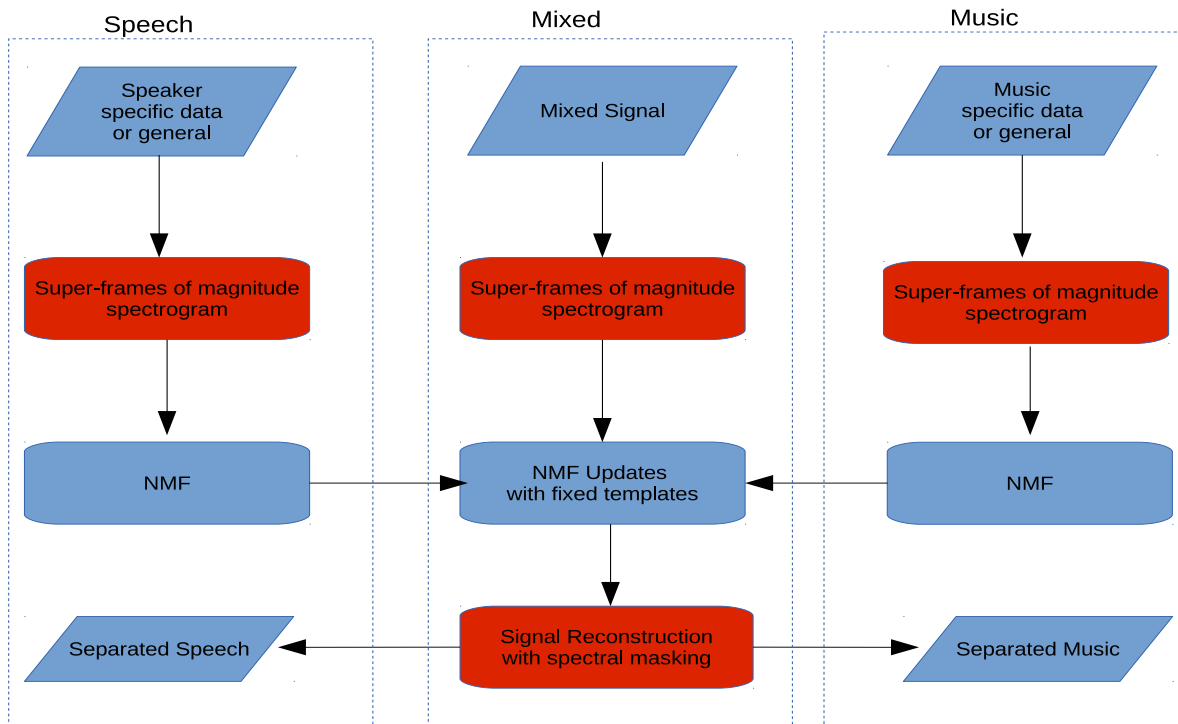 Speech
Mixed
Music
Speaker
specific data
or general
Mixed Signal
Music
specific data
or general
Super-frames of magnitude
spectrogram
Super-frames of magnitude
spectrogram
Super-frames of magnitude
spectrogram
NMF
NMF Updates
with fixed templates
NMF
Separated Speech
Signal Reconstruction
with spectral masking
Separated Music